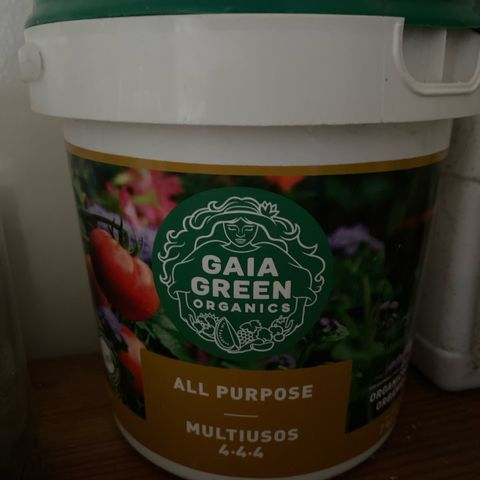 GAIA
GREEN
ORGANICS
ALL PURPOSE
MULTIUSOS
4-4-4